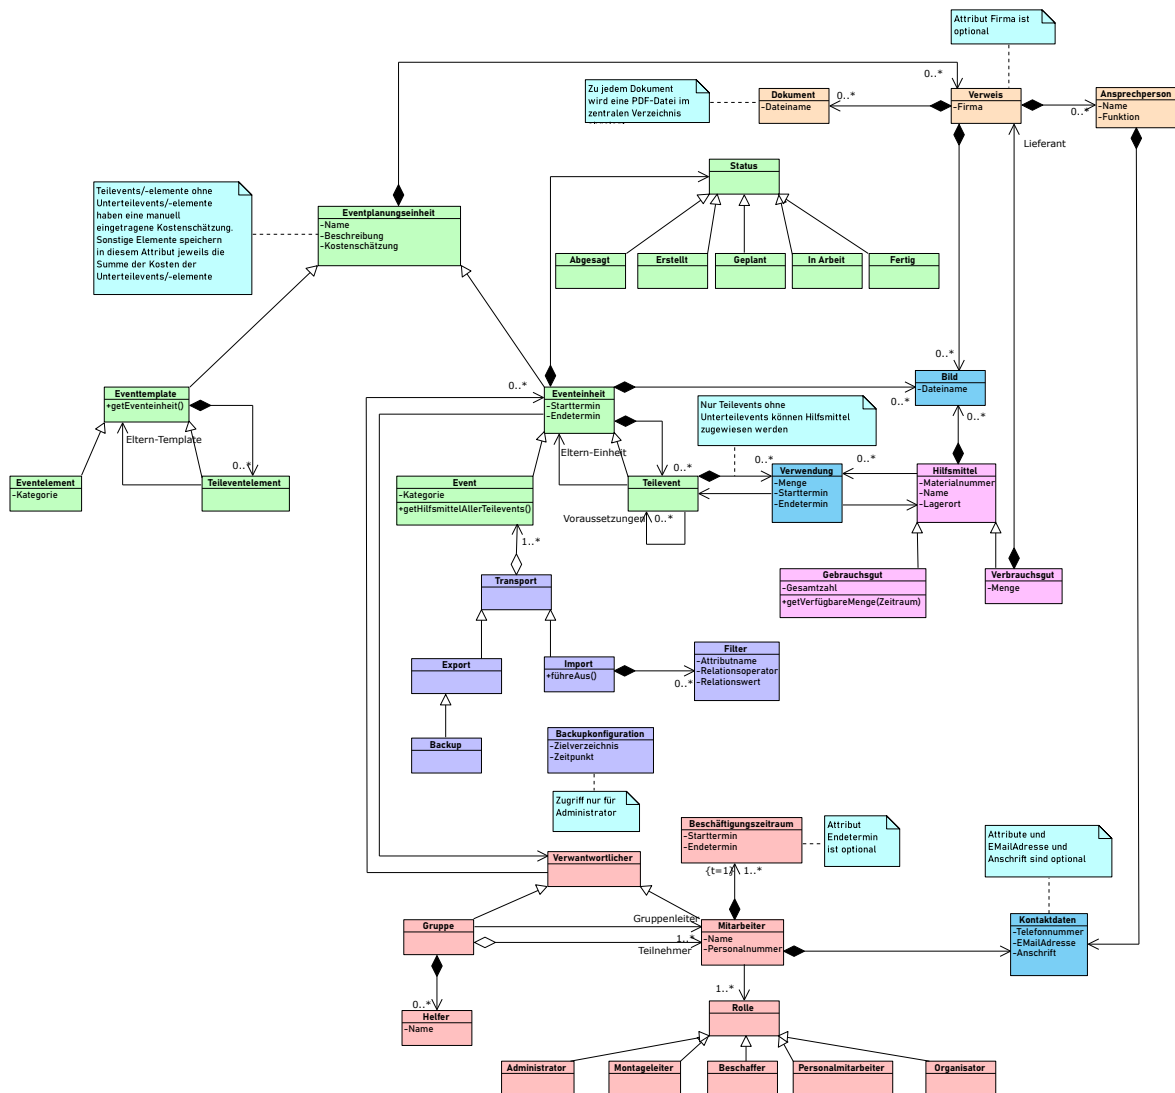 Attribut Firma ist
optional
0..*
Zu jedem Dokument
wird eine PDF-Datei im
zentralen Verzeichnis
Dokument
-Dateiname
0..*
Verweis
-Firma
0..*
Ansprechperson
-Name
-Funktion
Lieferant
Teilevents/-elemente ohne
Unterteilevents/-elemente
haben eine manuell
eingetragene Kostenschätzung.
Sonstige Elemente speichern
in diesem Attribut jeweils die
Summe der Kosten der
Unterteilevents/-elemente
Eventplanungseinheit
-Name
-Beschreibung
-Kostenschätzung
Status
Abgesagt
Erstellt
Geplant
In Arbeit
Fertig
Eventtemplate
+getEventeinheit()
Eltern-Template
0..*
Eventelement
-Kategorie
Teileventelement
0..*
Eventeinheit
-Starttermin
-Endetermin
Eltern-Einheit
0..*
Bild
-Dateiname
0..*
0..*
Nur Teilevents ohne
Unterteilevents können Hilfsmittel
zugewiesen werden
Event
-Kategorie
+getHilfsmittelAllerTeilevents()
0..*
Teilevent
Voraussetzungen
0..*
0..*
Verwendung
-Menge
-Starttermin
-Endetermin
0..*
Hilfsmittel
-Materialnummer
-Name
-Lagerort
1..*
Transport
Gebrauchsgut
-Gesamtzahl
+getVerfügbareMenge(Zeitraum)
Verbrauchsgut
-Menge
Export
Import
+führeAus()
0..*
Filter
-Attributname
-Relationsoperator
-Relationswert
Backup
Backupkonfiguration
-Zielverzeichnis
-Zeitpunkt
Zugriff nur für
Administrator
Beschäftigungszeitraum
-Starttermin
-Endetermin
Attribut
Endetermin
ist optional
Attribute und
EMailAdresse und
Anschrift sind optional
Verwantwortlicher
{t=1}
1..*
Gruppe
Gruppenleiter
1..*
Teilnehmer
Mitarbeiter
-Name
-Personalnummer
Kontaktdaten
-Telefonnummer
-EMailAdresse
-Anschrift
0..*
Helfer
-Name
1..*
Rolle
Administrator
Montageleiter
Beschaffer
Personalmitarbeiter
Organisator